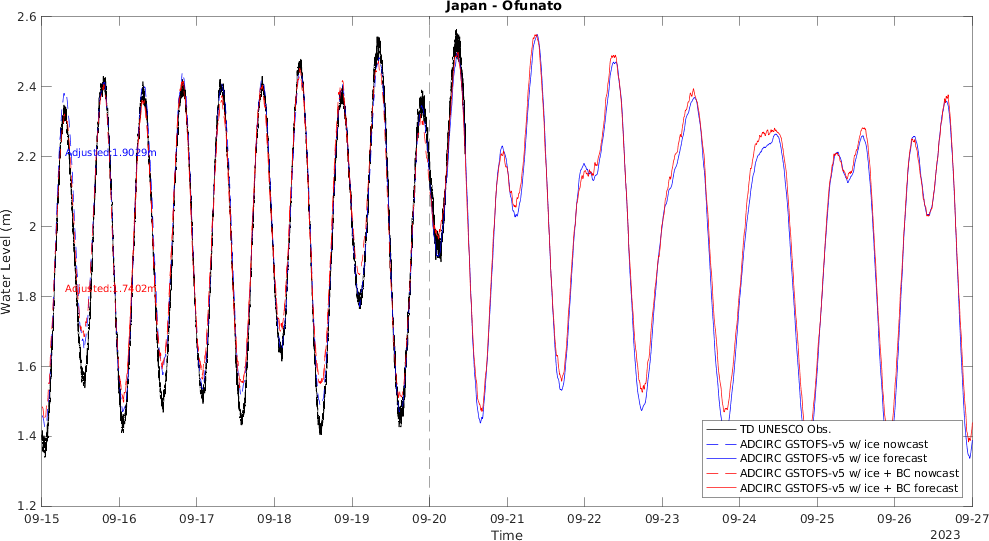 Japan - Ofunato
2.6
2.4
2.2
2
1.8
1.6
1.4
1.2
Water Level (m)
Adjusted:1.9029m
Adjusted:1.7402m
TD UNESCO Obs.
ADCIRC GSTOFS-v5 w/ ice nowcast
ADCIRC GSTOFS-v5 w/ ice forecast
ADCIRC GSTOFS-v5 w/ ice + BC nowcast
ADCIRC GSTOFS-v5 w/ ice + BC forecast
09-15 09-16 09-17 09-18 09-19 09-20 09-21 09-22 09-23 09-24 09-25 09-26 09-27
Time
2023